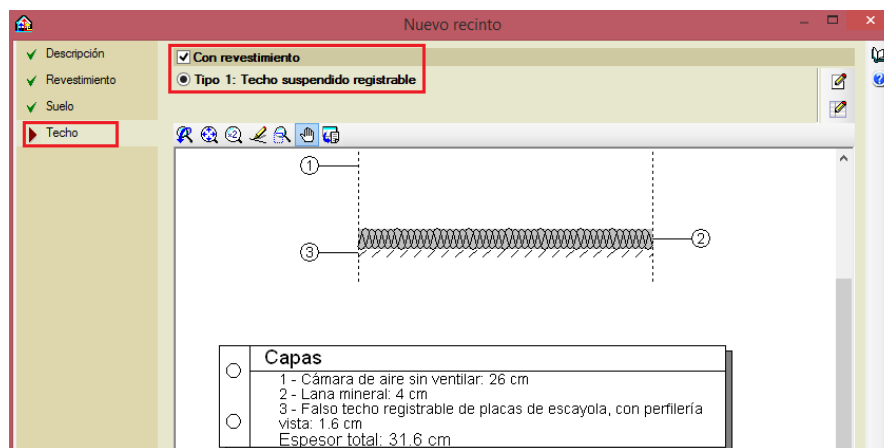 Nuevo recinto
Descripción
Revestimiento
Suelo
Techo
Con revestimiento
Tipo 1: Techo suspendido registrable
x2
1
2
3
Capas
1 - Cámara de aire sin ventilar: 26 cm
2 - Lana mineral: 4 cm
3 - Falso techo registrable de placas de escayola, con perfilería
vista: 1.6 cm
Espesor total: 31.6 cm